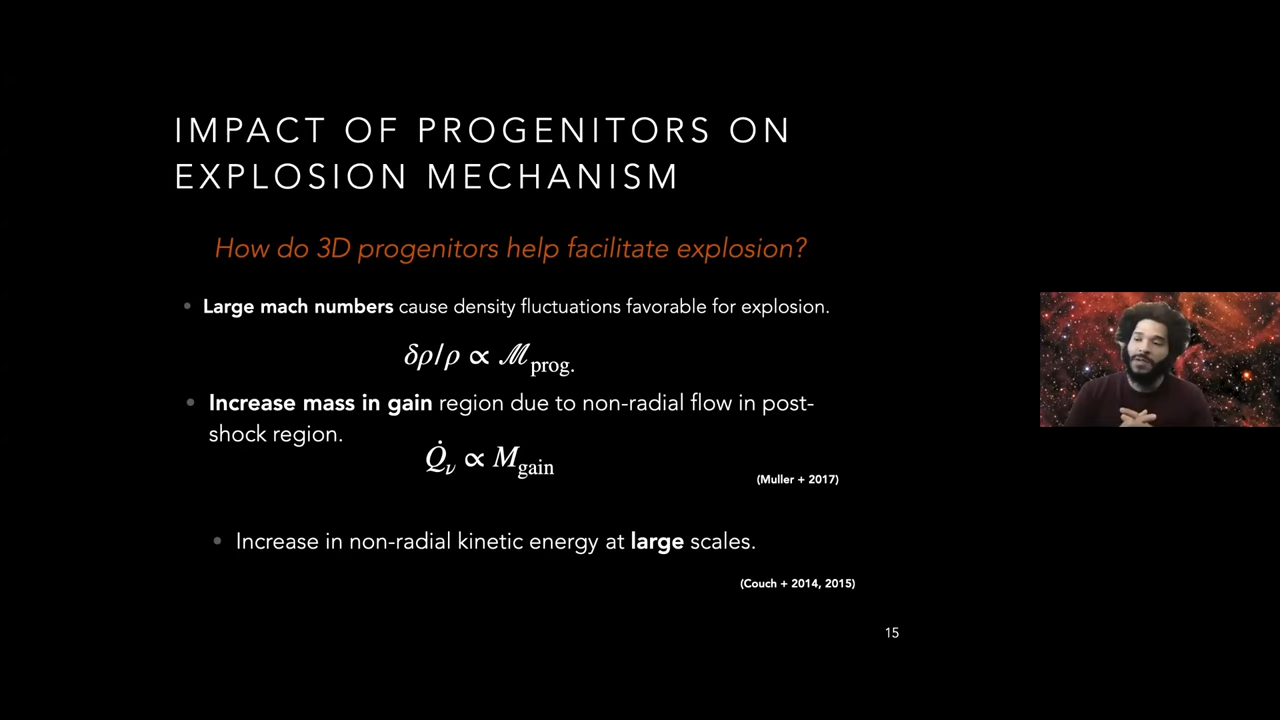 IMPACT OF PROGENITORS ON
EXPLOSION MECHANISM
How do 3D progenitors help facilitate explosion?
• Large mach numbers cause density fluctuations favorable for explosion.
δρ/ρ ∝ ℳprog.
• Increase mass in gain region due to non-radial flow in post-
shock region.
Q̇ν ∝ Mgain
(Muller + 2017)
• Increase in non-radial kinetic energy at large scales.
(Couch + 2014, 2015)
15